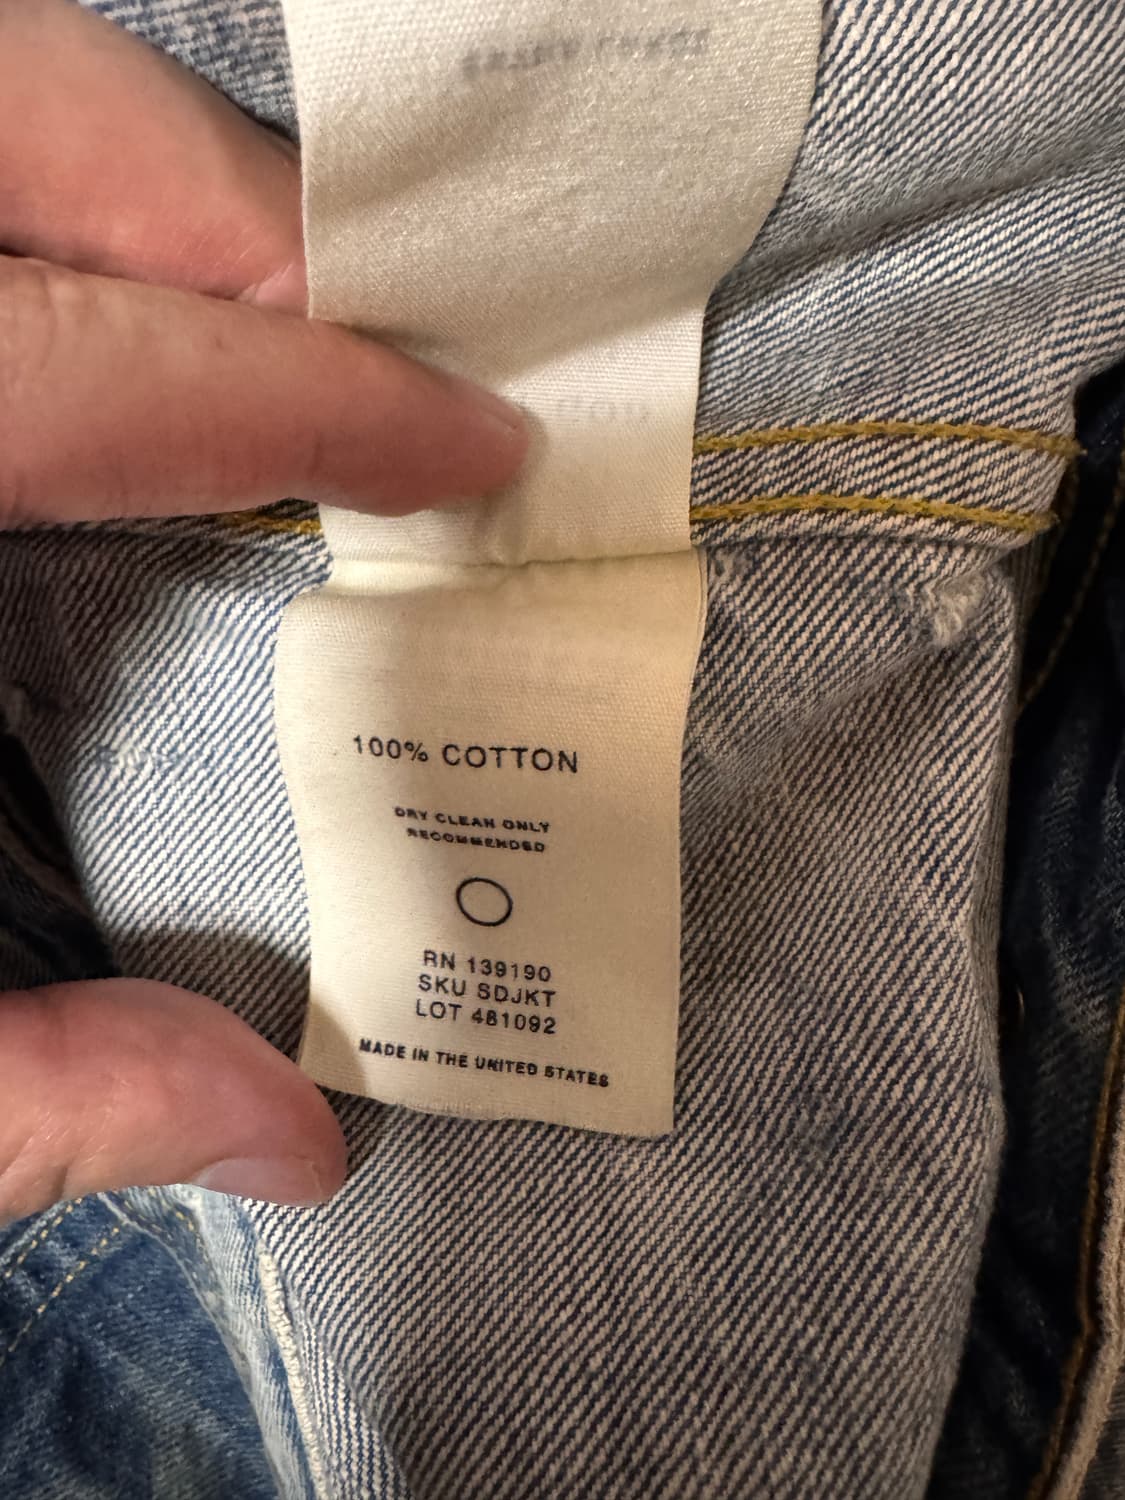 100% COTTON
DRY CLEAN ONLY
RECOMMENDED
RN 139190
SKU SDJKT
LOT 481092
MADE IN THE UNITED STATES